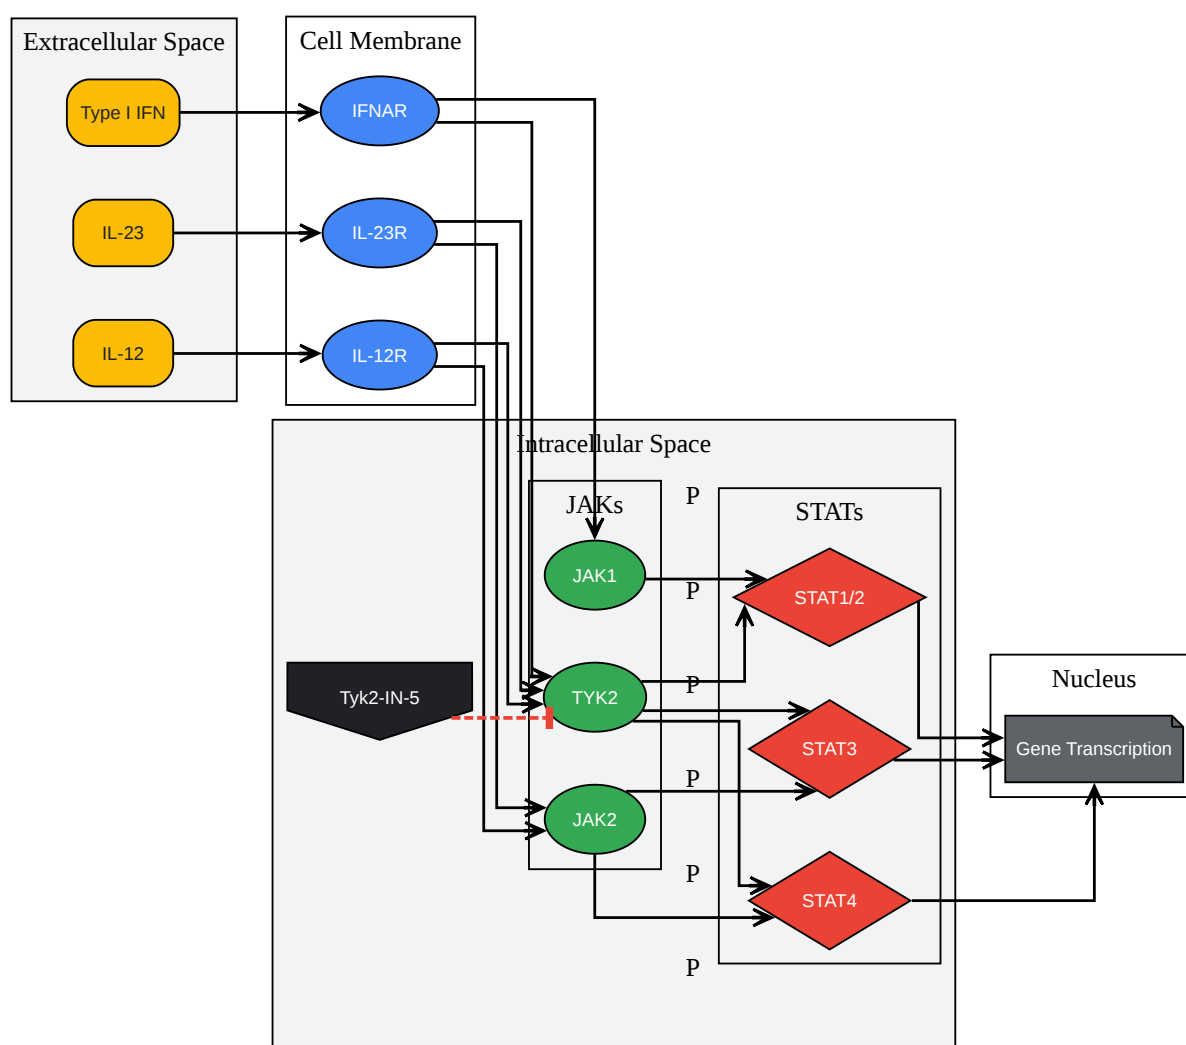 Extracellular Space
Cell Membrane
Type I IFN
IFNAR
IL-23
IL-23R
IL-12
IL-12R
Intracellular Space
JAKs
P
STATs
JAK1
P
STAT1/2
Tyk2-IN-5
TYK2
P
STAT3
Nucleus
Gene Transcription
JAK2
P
P
STAT4
P